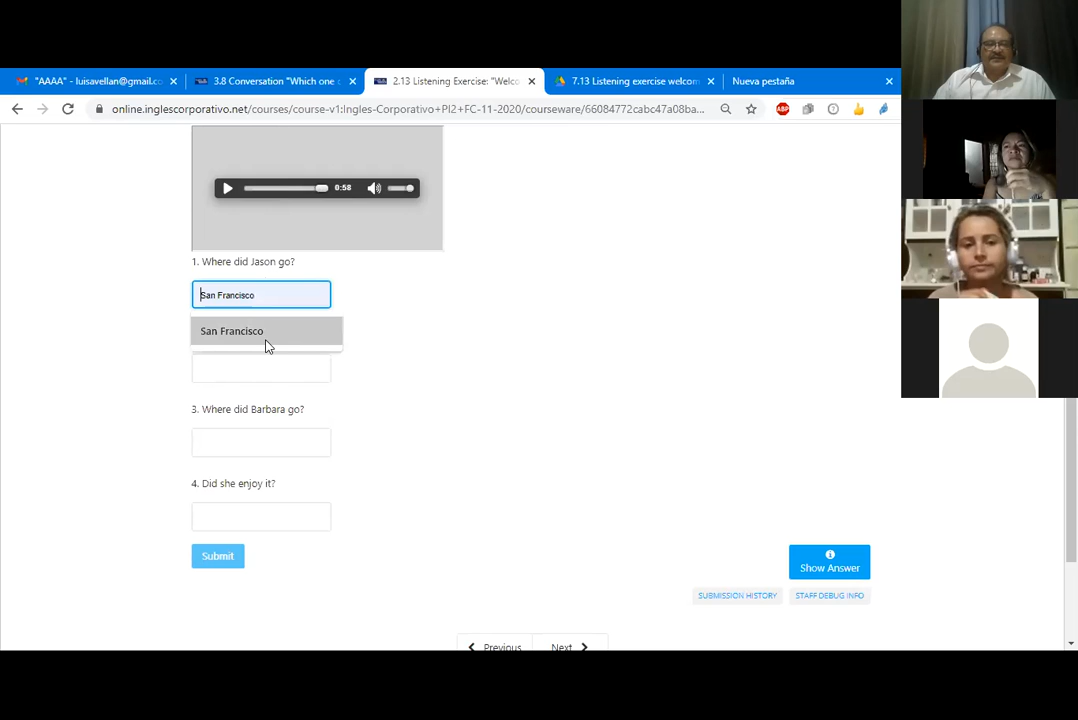 "AAAA" - luisavellan@gmail.co
3.8 Conversation "Which one c
2.13 Listening Exercise: "Welco
7.13 Listening exercise welcom
Nueva pestaña
online.inglescorporativo.net/courses/course-v1:Ingles-Corporativo+PI2+FC-11-2020/courseware/66084772cabc47a08ba...
ABP
0:58
1. Where did Jason go?
San Francisco
San Francisco
3. Where did Barbara go?
4. Did she enjoy it?
Submit
Show Answer
SUBMISSION HISTORY
STAFF DEBUG INFO
Previous
Next